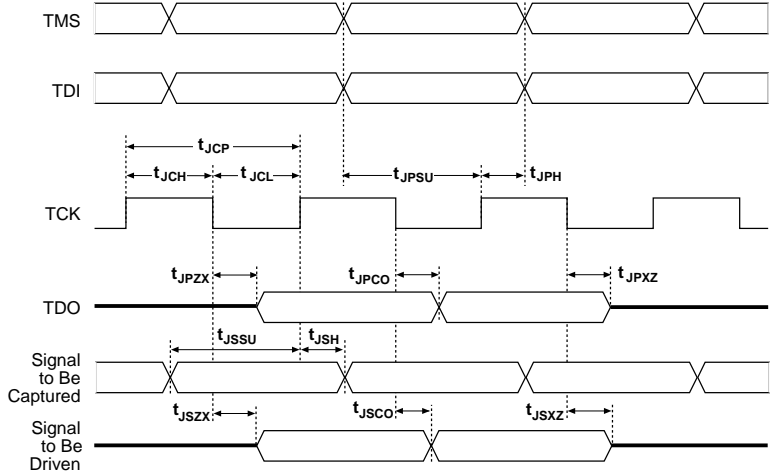 TMS
TDI
tJCP
tJCH
tJCL
tJPSU
tJPH
TCK
tJPZX
tJPCO
tJPXZ
TDO
tJSSU
tJSH
Signal
to Be
Captured
tJSZX
tJSCO
tJSXZ
Signal
to Be
Driven